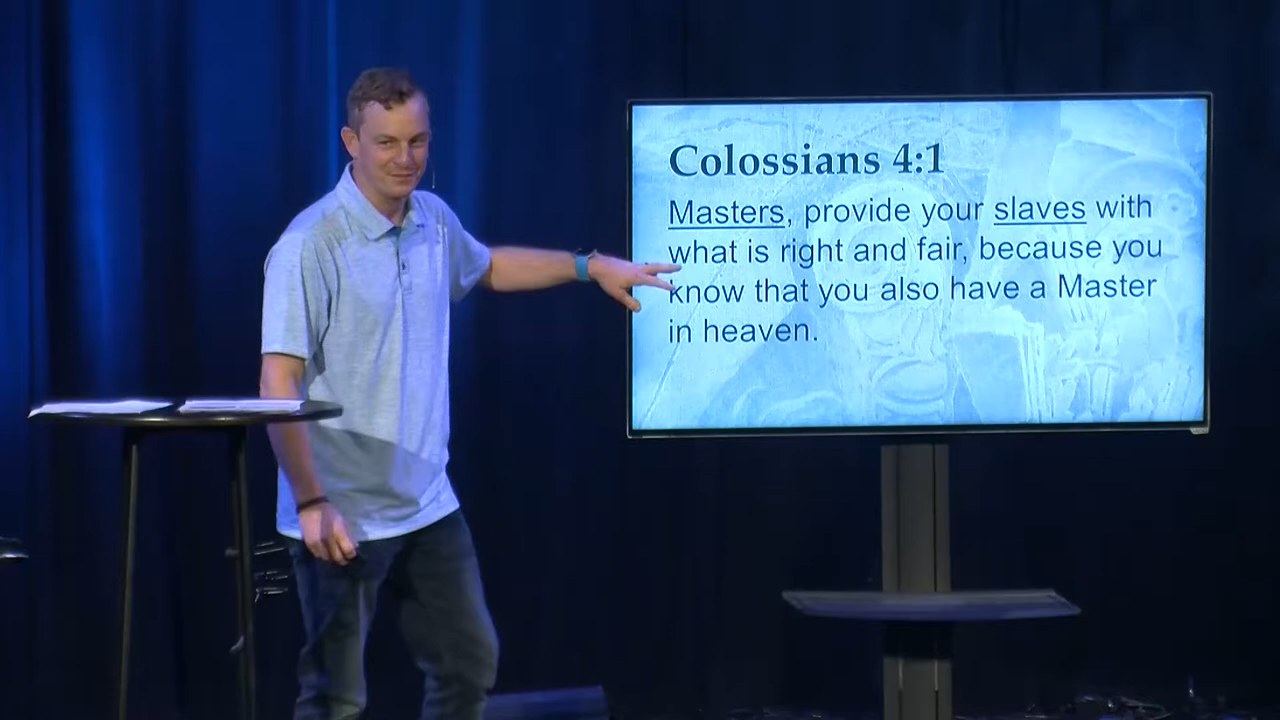 Colossians 4:1
Masters, provide your slaves with
what is right and fair, because you
know that you also have a Master
in heaven.